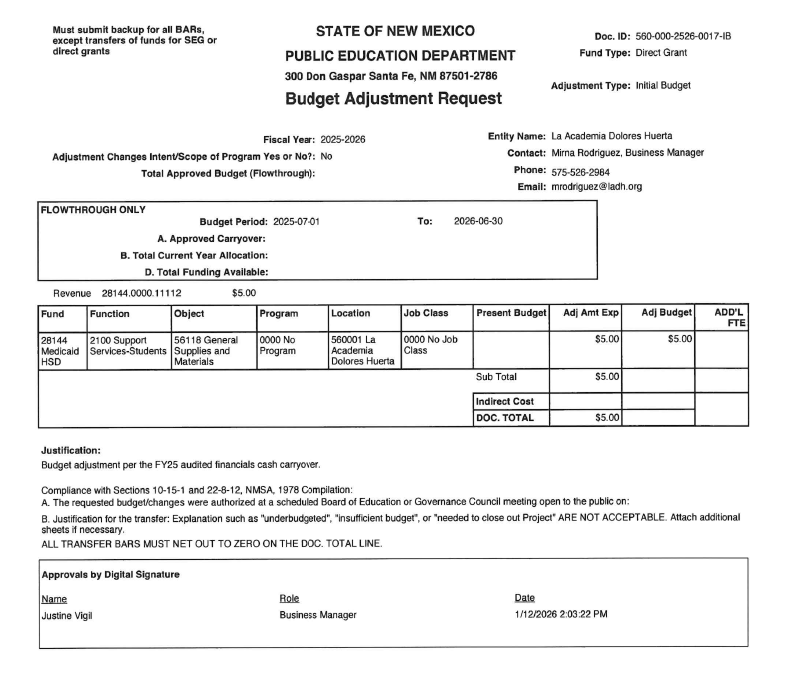 Must submit backup for all BARs,
except transfers of funds for SEG or
direct grants
STATE OF NEW MEXICO
PUBLIC EDUCATION DEPARTMENT
300 Don Gaspar Santa Fe, NM 87501-2786
Budget Adjustment Request
Doc. ID: 560-000-2526-0017-IB
Fund Type: Direct Grant
Adjustment Type: Initial Budget
Fiscal Year: 2025-2026
Adjustment Changes Intent/Scope of Program Yes or No?: No
Total Approved Budget (Flowthrough):
Entity Name: La Academia Dolores Huerta
Contact: Mirna Rodriguez, Business Manager
Phone: 575-526-2984
Email: mrodriguez@ladh.org
FLOWTHROUGH ONLY
Budget Period: 2025-07-01 To: 2026-06-30
A. Approved Carryover:
B. Total Current Year Allocation:
D. Total Funding Available:
Revenue 28144.0000.11112 $5.00
Fund Function Object Program Location Job Class Present Budget Adj Amt Exp Adj Budget ADD'L
FTE
28144 2100 Support 56118 General 0000 No 560001 La 0000 No Job $5.00 $5.00
Medicaid Services-Students Supplies and Program Academia Class
HSD Materials Dolores Huerta
Sub Total $5.00
Indirect Cost
DOC. TOTAL $5.00
Justification:
Budget adjustment per the FY25 audited financials cash carryover.
Compliance with Sections 10-15-1 and 22-8-12, NMSA, 1978 Compilation:
A. The requested budget/changes were authorized at a scheduled Board of Education or Governance Council meeting open to the public on:
B. Justification for the transfer: Explanation such as "underbudgeted", "insufficient budget", or "needed to close out Project" ARE NOT ACCEPTABLE. Attach additional
sheets if necessary.
ALL TRANSFER BARS MUST NET OUT TO ZERO ON THE DOC. TOTAL LINE.
Approvals by Digital Signature
Name Role Date
Justine Vigil Business Manager 1/12/2026 2:03:22 PM